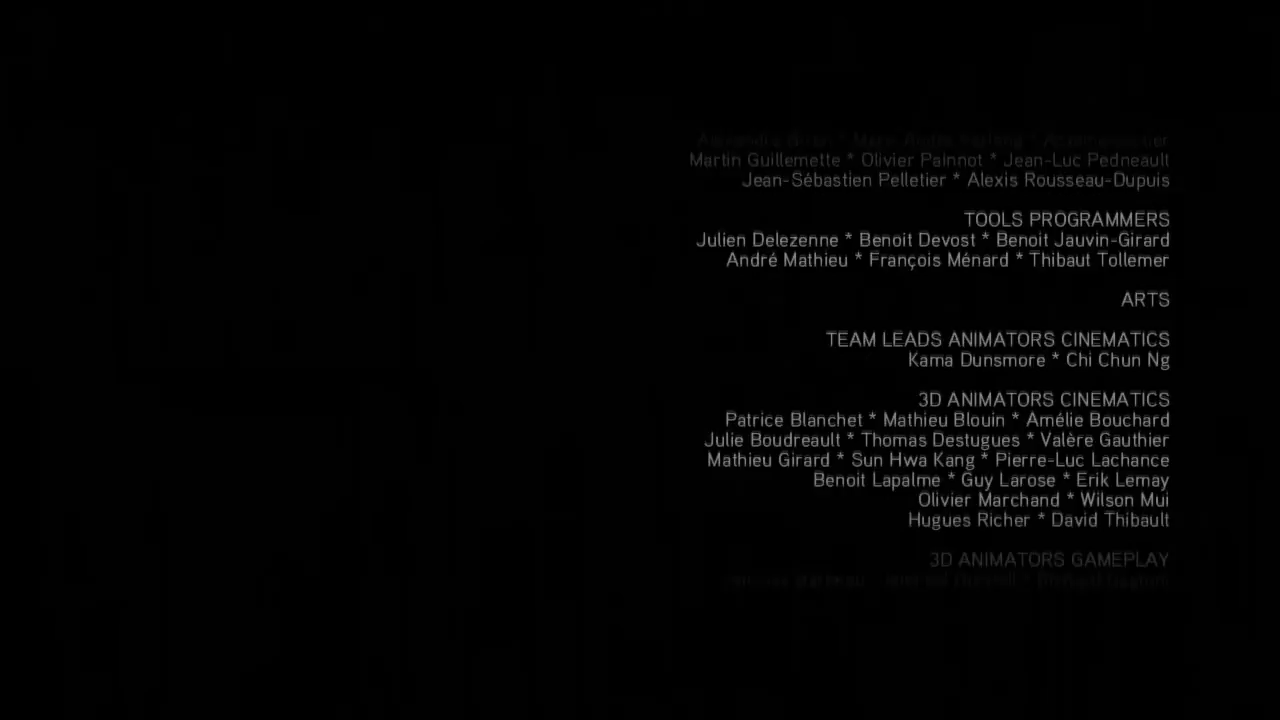 Martin Guillemette * Olivier Painnot * Jean-Luc Pedneault
Jean-Sébastien Pelletier * Alexis Rousseau-Dupuis
TOOLS PROGRAMMERS
Julien Delezenne * Benoit Devost * Benoit Jauvin-Girard
André Mathieu * François Ménard * Thibaut Tollemer
ARTS
TEAM LEADS ANIMATORS CINEMATICS
Kama Dunsmore * Chi Chun Ng
3D ANIMATORS CINEMATICS
Patrice Blanchet * Mathieu Blouin * Amélie Bouchard
Julie Boudreault * Thomas Destugues * Valère Gauthier
Mathieu Girard * Sun Hwa Kang * Pierre-Luc Lachance
Benoit Lapalme * Guy Larose * Erik Lemay
Olivier Marchand * Wilson Mui
Hugues Richer * David Thibault
3D ANIMATORS GAMEPLAY